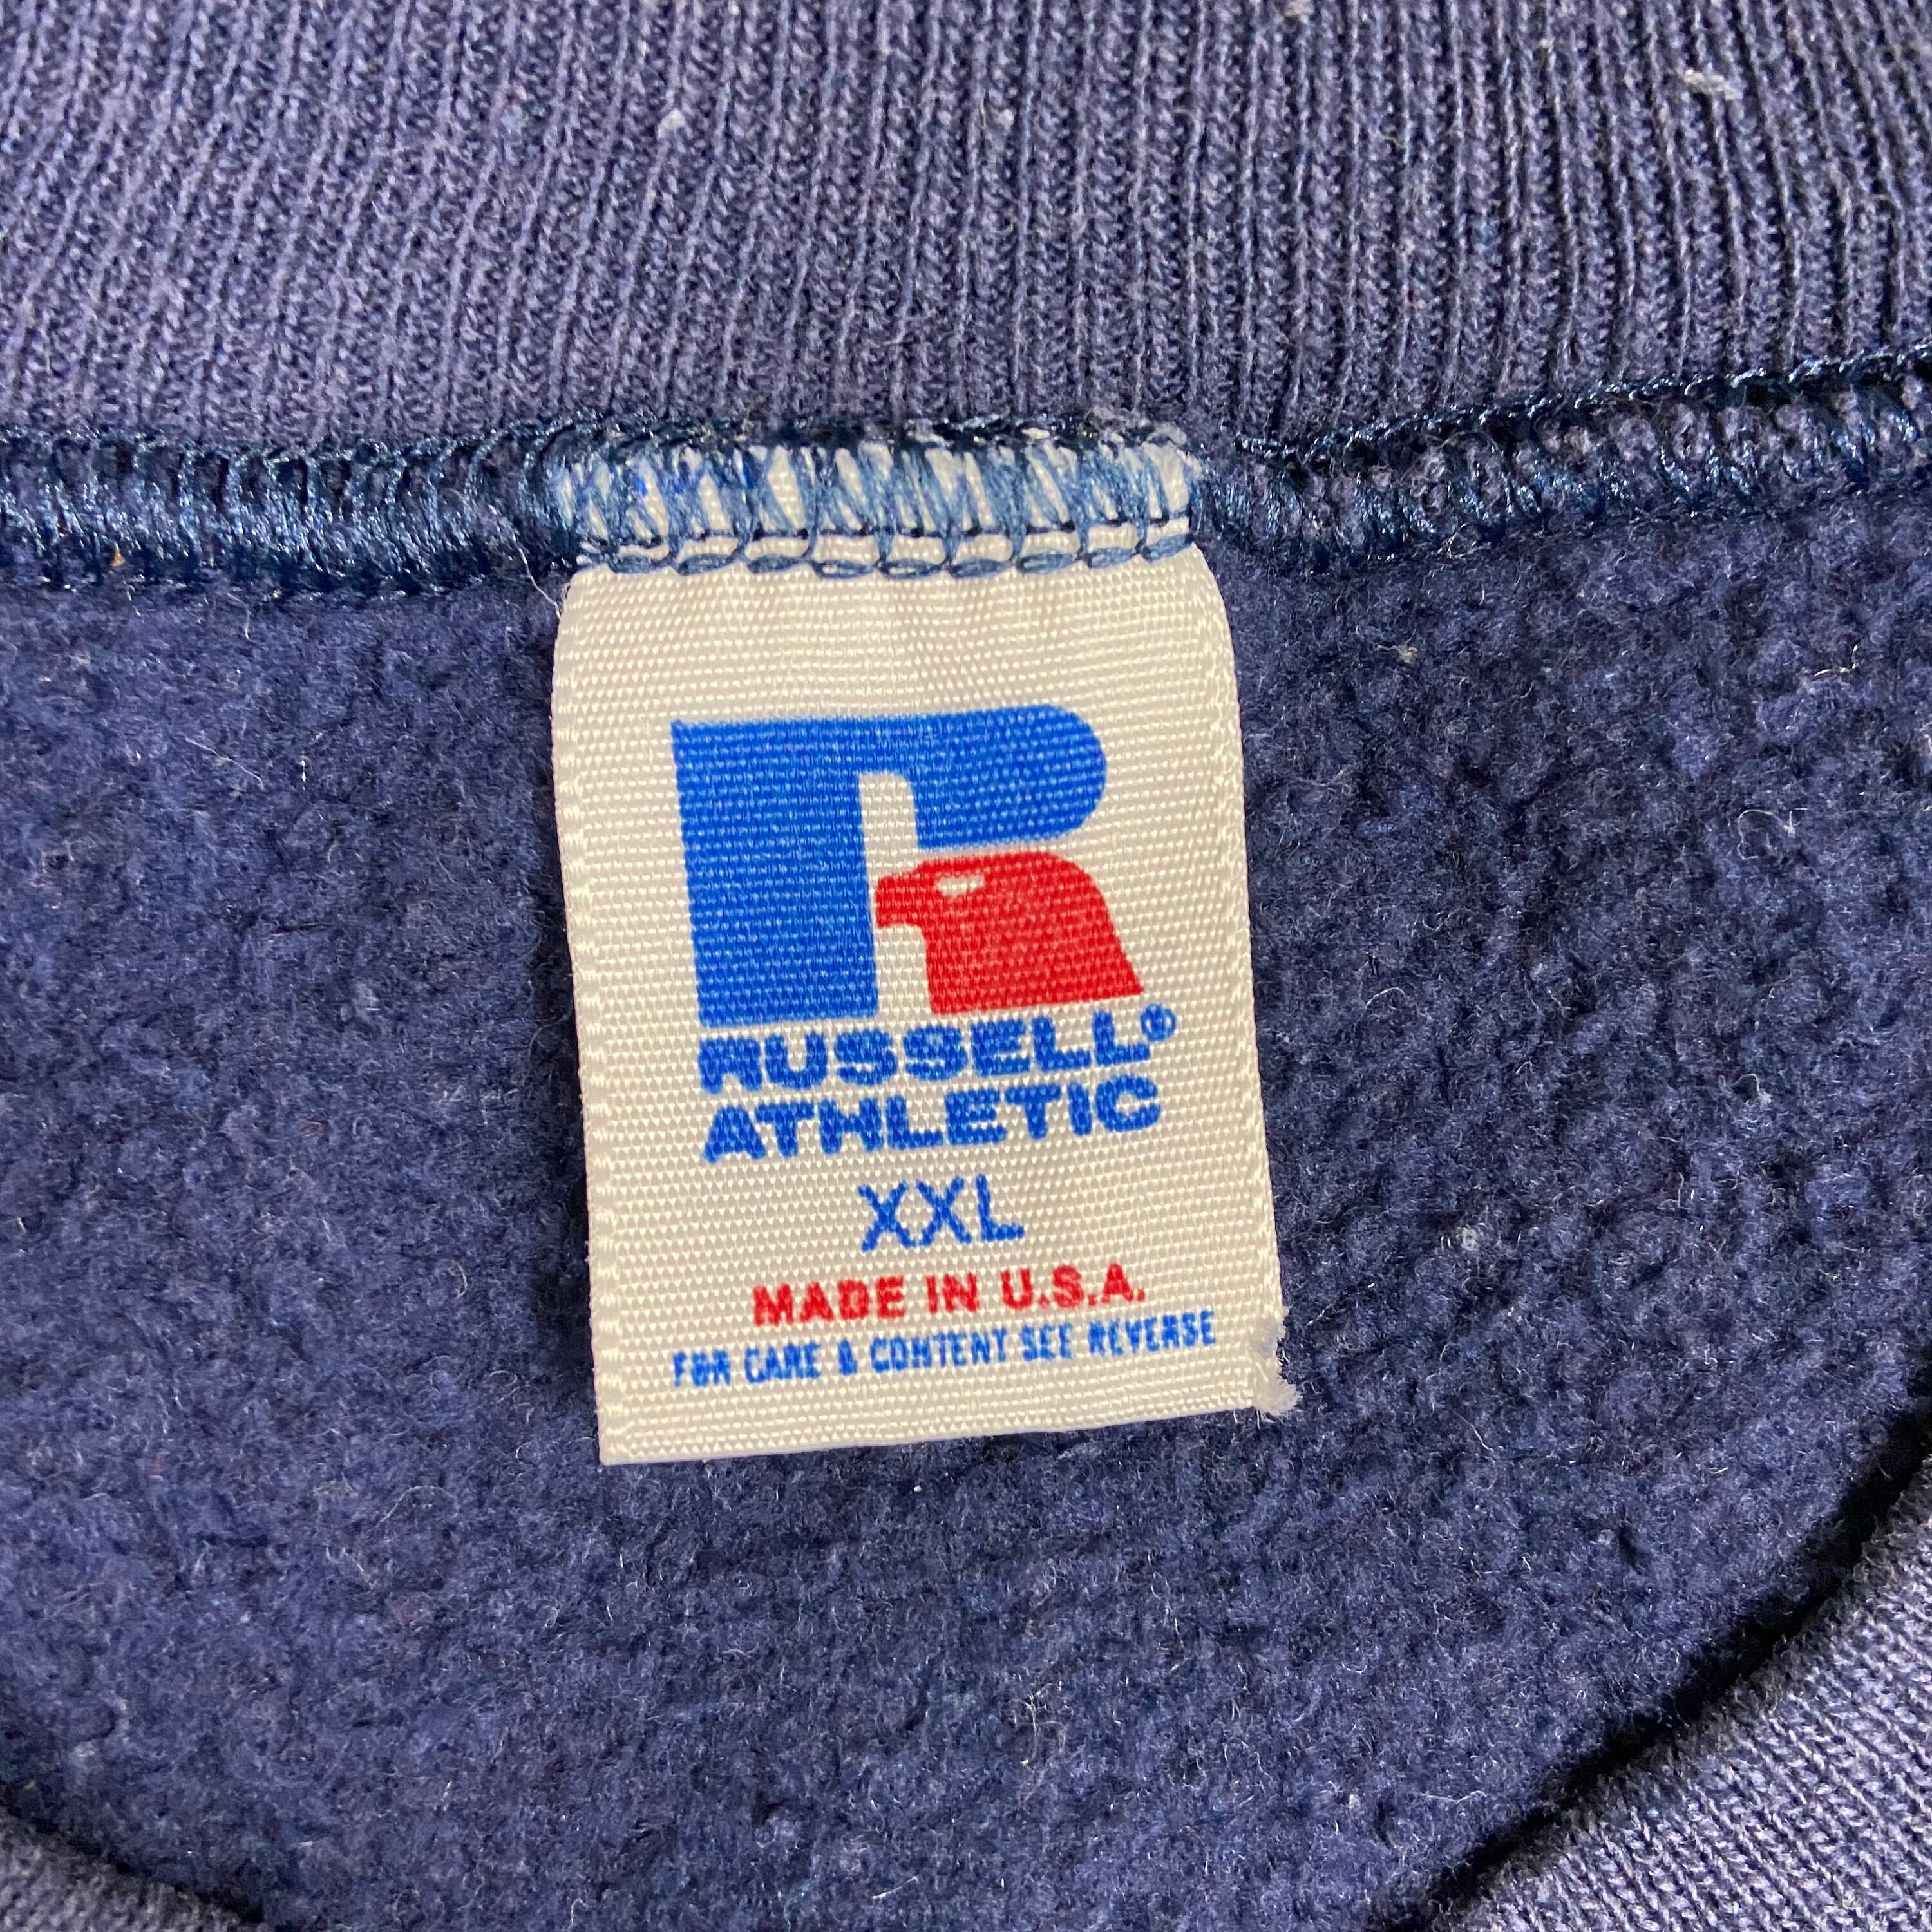 RUSSELL®
ATHLETIC
XXL
MADE IN U.S.A.
FOR CARE & CONTENT SEE REVERSE